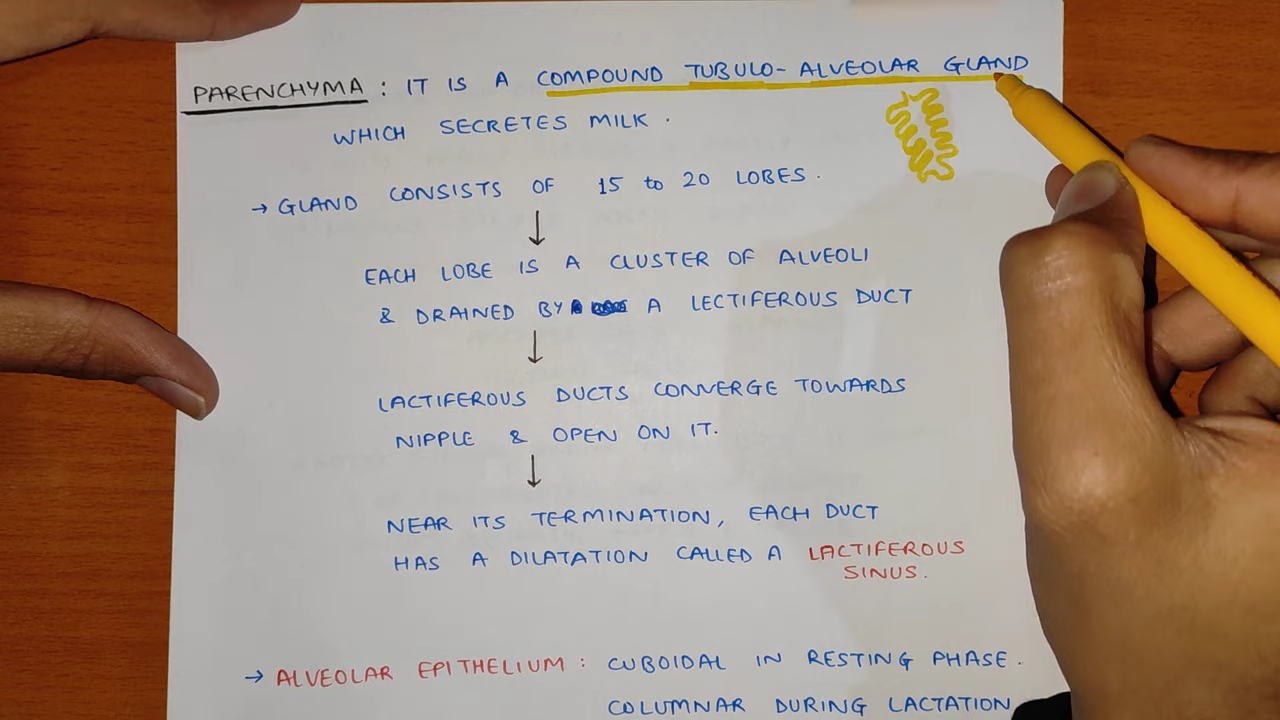 PARENCHYMA : IT IS A COMPOUND TUBULO-ALVEOLAR GLAND
WHICH SECRETES MILK .
→ GLAND CONSISTS OF 15 to 20 LOBES .
↓
EACH LOBE IS A CLUSTER OF ALVEOLI
& DRAINED BY A LECTIFEROUS DUCT
↓
LACTIFEROUS DUCTS CONVERGE TOWARDS
NIPPLE & OPEN ON IT.
↓
NEAR ITS TERMINATION, EACH DUCT
HAS A DILATATION CALLED A LACTIFEROUS
SINUS.
→ ALVEOLAR EPITHELIUM : CUBOIDAL IN RESTING PHASE .
COLUMNAR DURING LACTATION